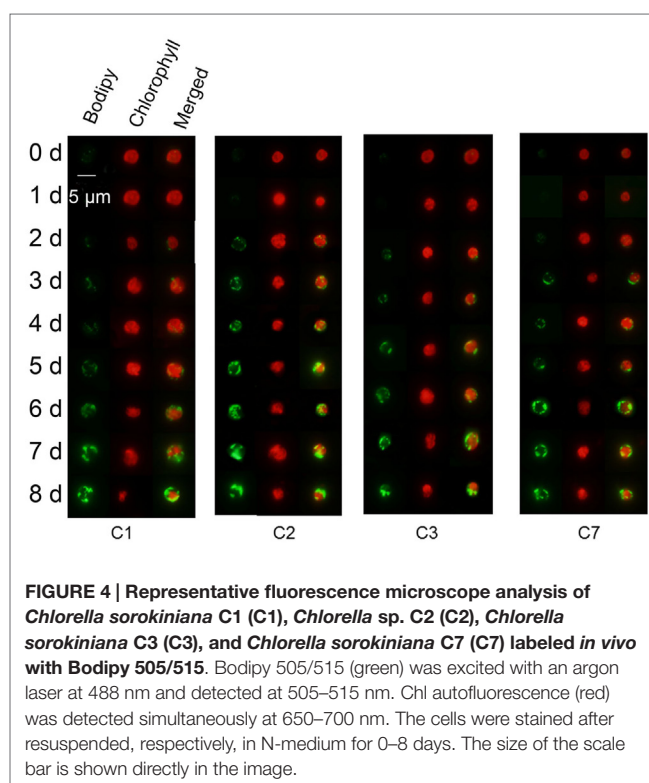 Bodipy
Chlorophyll
Merged
0 d
5 μm
1 d
2 d
3 d
4 d
5 d
6 d
7 d
8 d
C1
C2
C3
C7
FIGURE 4 | Representative fluorescence microscope analysis of
Chlorella sorokiniana C1 (C1), Chlorella sp. C2 (C2), Chlorella
sorokiniana C3 (C3), and Chlorella sorokiniana C7 (C7) labeled in vivo
with Bodipy 505/515. Bodipy 505/515 (green) was excited with an argon
laser at 488 nm and detected at 505–515 nm. Chl autofluorescence (red)
was detected simultaneously at 650–700 nm. The cells were stained after
resuspended, respectively, in N-medium for 0–8 days. The size of the scale
bar is shown directly in the image.